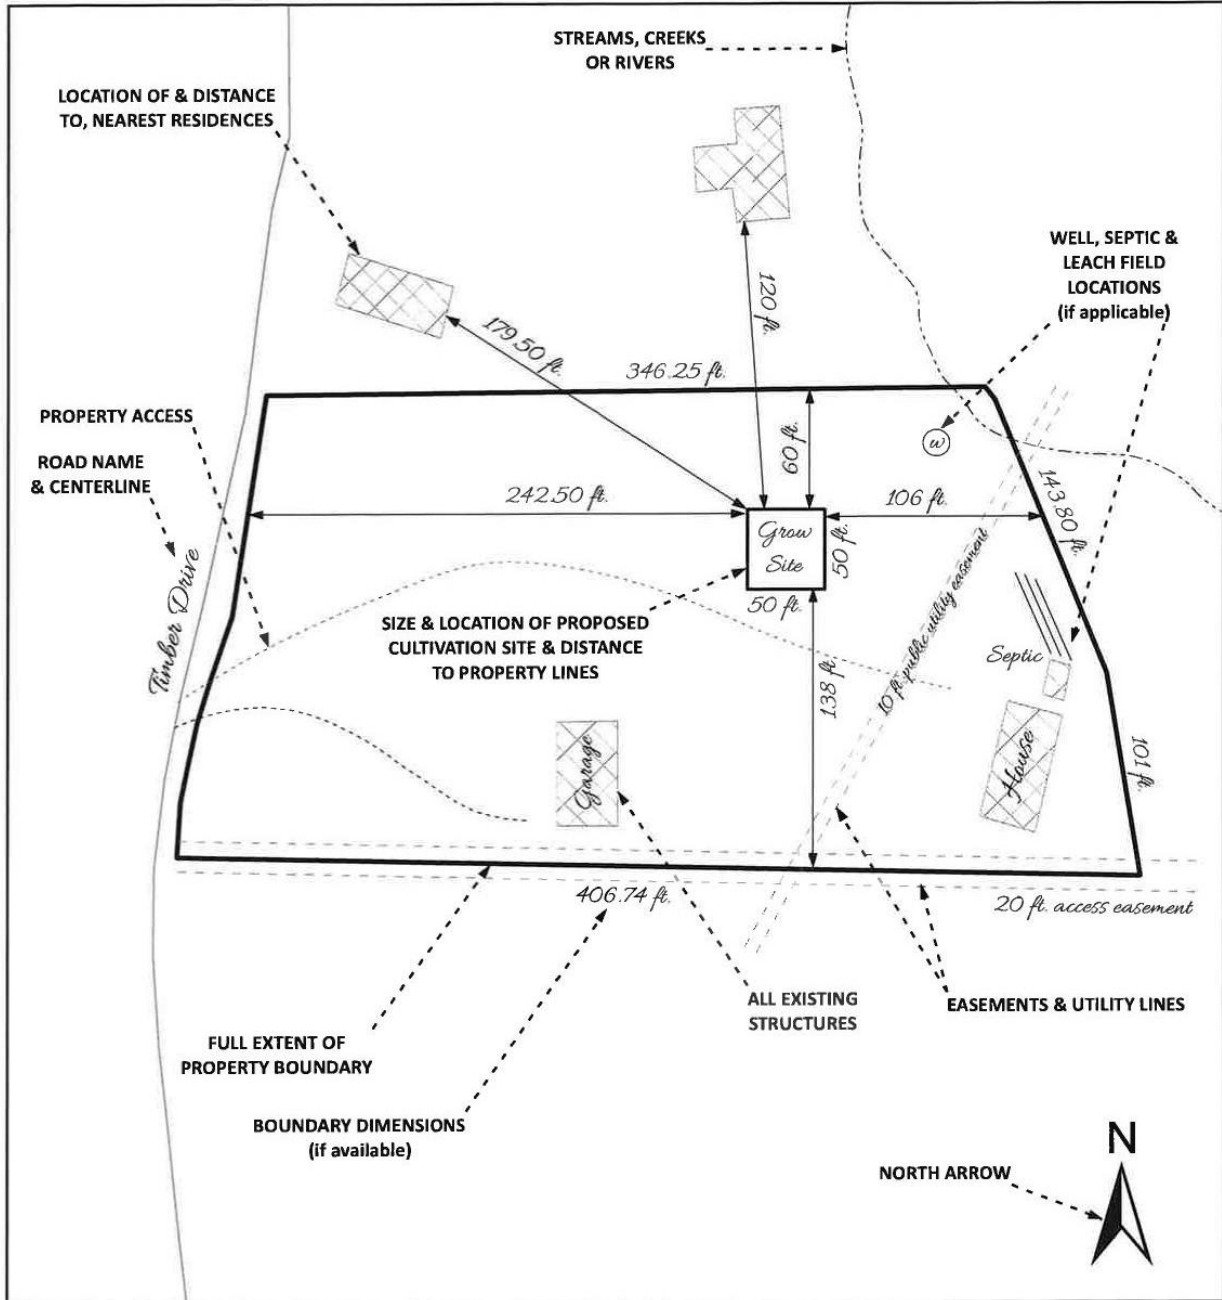 STREAMS, CREEKS
OR RIVERS
LOCATION OF & DISTANCE
TO, NEAREST RESIDENCES
WELL, SEPTIC &
LEACH FIELD
LOCATIONS
(if applicable)
120 ft.
179.50 ft.
346.25 ft.
PROPERTY ACCESS
ROAD NAME
& CENTERLINE
60 ft.
w
242.50 ft.
106 ft.
143.80 ft.
Grow
Site
50 ft.
50 ft.
Timber Drive
SIZE & LOCATION OF PROPOSED
CULTIVATION SITE & DISTANCE
TO PROPERTY LINES
10 ft. public utility easement
Septic
138 ft.
House
101 ft.
Garage
406.74 ft.
20 ft. access easement
ALL EXISTING
STRUCTURES
EASEMENTS & UTILITY LINES
FULL EXTENT OF
PROPERTY BOUNDARY
BOUNDARY DIMENSIONS
(if available)
N
NORTH ARROW